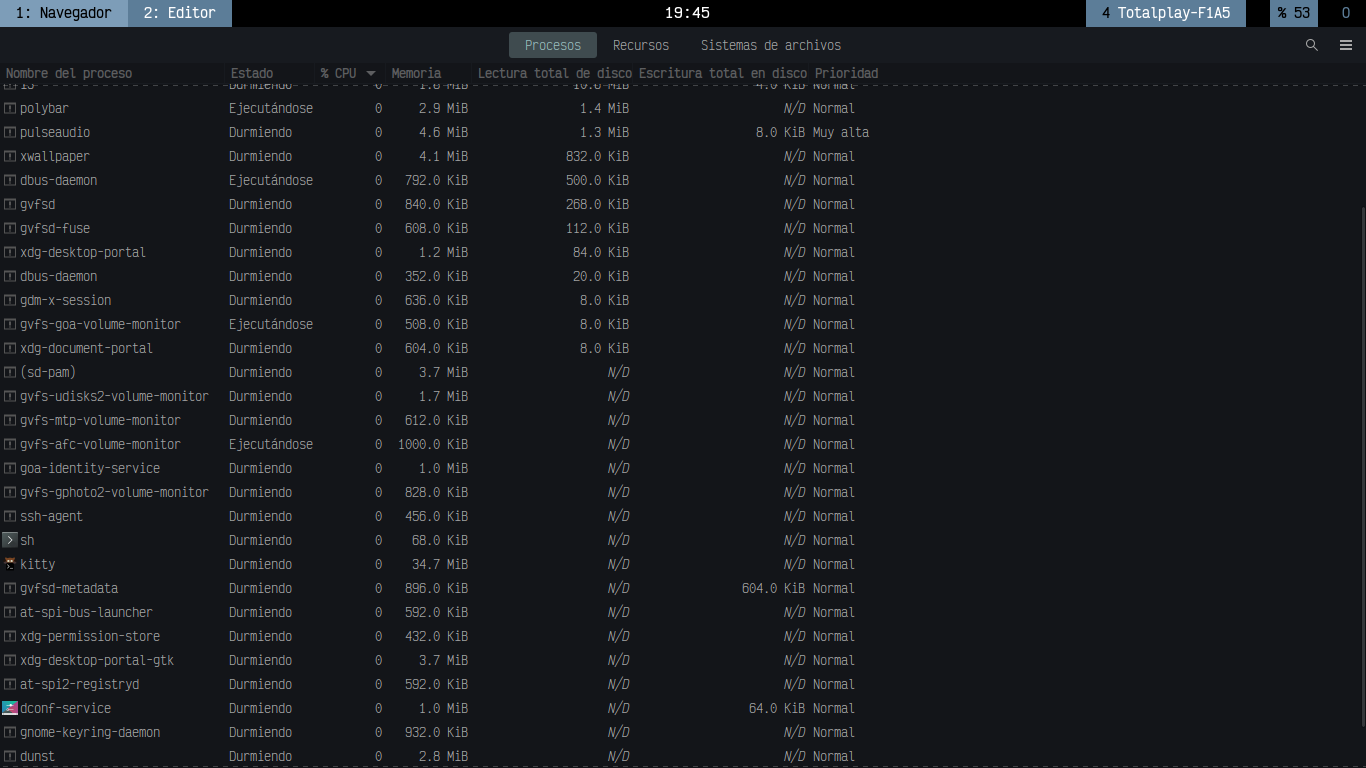 1: Navegador 2: Editor 19:45 4 Totalplay-F1A5 % 53 0
Procesos Recursos Sistemas de archivos
Nombre del proceso Estado % CPU Memoria Lectura total de disco Escritura total en disco Prioridad
i3 Durmiendo 0 1.8 MiB 10.6 MiB 4.0 KiB Normal
polybar Ejecutándose 0 2.9 MiB 1.4 MiB N/D Normal
pulseaudio Durmiendo 0 4.6 MiB 1.3 MiB 8.0 KiB Muy alta
xwallpaper Durmiendo 0 4.1 MiB 832.0 KiB N/D Normal
dbus-daemon Ejecutándose 0 792.0 KiB 500.0 KiB N/D Normal
gvfsd Durmiendo 0 840.0 KiB 268.0 KiB N/D Normal
gvfsd-fuse Durmiendo 0 608.0 KiB 112.0 KiB N/D Normal
xdg-desktop-portal Durmiendo 0 1.2 MiB 84.0 KiB N/D Normal
dbus-daemon Durmiendo 0 352.0 KiB 20.0 KiB N/D Normal
gdm-x-session Durmiendo 0 636.0 KiB 8.0 KiB N/D Normal
gvfs-goa-volume-monitor Ejecutándose 0 508.0 KiB 8.0 KiB N/D Normal
xdg-document-portal Durmiendo 0 604.0 KiB 8.0 KiB N/D Normal
(sd-pam) Durmiendo 0 3.7 MiB N/D N/D Normal
gvfs-udisks2-volume-monitor Durmiendo 0 1.7 MiB N/D N/D Normal
gvfs-mtp-volume-monitor Durmiendo 0 612.0 KiB N/D N/D Normal
gvfs-afc-volume-monitor Ejecutándose 0 1000.0 KiB N/D N/D Normal
goa-identity-service Durmiendo 0 1.0 MiB N/D N/D Normal
gvfs-gphoto2-volume-monitor Durmiendo 0 828.0 KiB N/D N/D Normal
ssh-agent Durmiendo 0 456.0 KiB N/D N/D Normal
sh Durmiendo 0 68.0 KiB N/D N/D Normal
kitty Durmiendo 0 34.7 MiB N/D N/D Normal
gvfsd-metadata Durmiendo 0 896.0 KiB N/D 604.0 KiB Normal
at-spi-bus-launcher Durmiendo 0 592.0 KiB N/D N/D Normal
xdg-permission-store Durmiendo 0 432.0 KiB N/D N/D Normal
xdg-desktop-portal-gtk Durmiendo 0 3.7 MiB N/D N/D Normal
at-spi2-registryd Durmiendo 0 592.0 KiB N/D N/D Normal
dconf-service Durmiendo 0 1.0 MiB N/D 64.0 KiB Normal
gnome-keyring-daemon Durmiendo 0 932.0 KiB N/D N/D Normal
dunst Durmiendo 0 2.8 MiB N/D N/D Normal